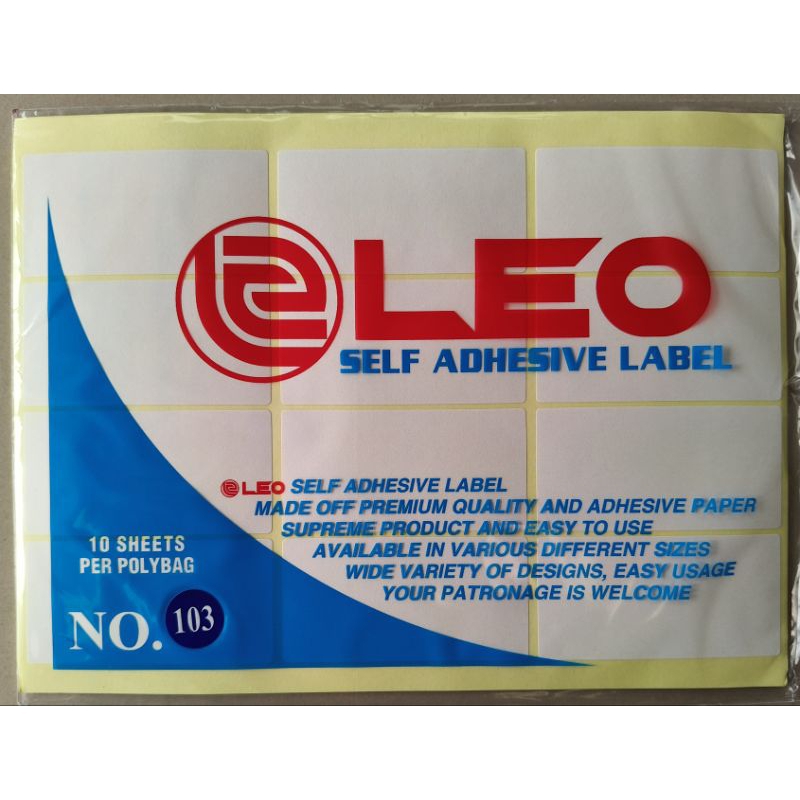 LEO
SELF ADHESIVE LABEL
LEO SELF ADHESIVE LABEL
MADE OFF PREMIUM QUALITY AND ADHESIVE PAPER
SUPREME PRODUCT AND EASY TO USE
AVAILABLE IN VARIOUS DIFFERENT SIZES
WIDE VARIETY OF DESIGNS, EASY USAGE
YOUR PATRONAGE IS WELCOME
10 SHEETS
PER POLYBAG
NO. 103